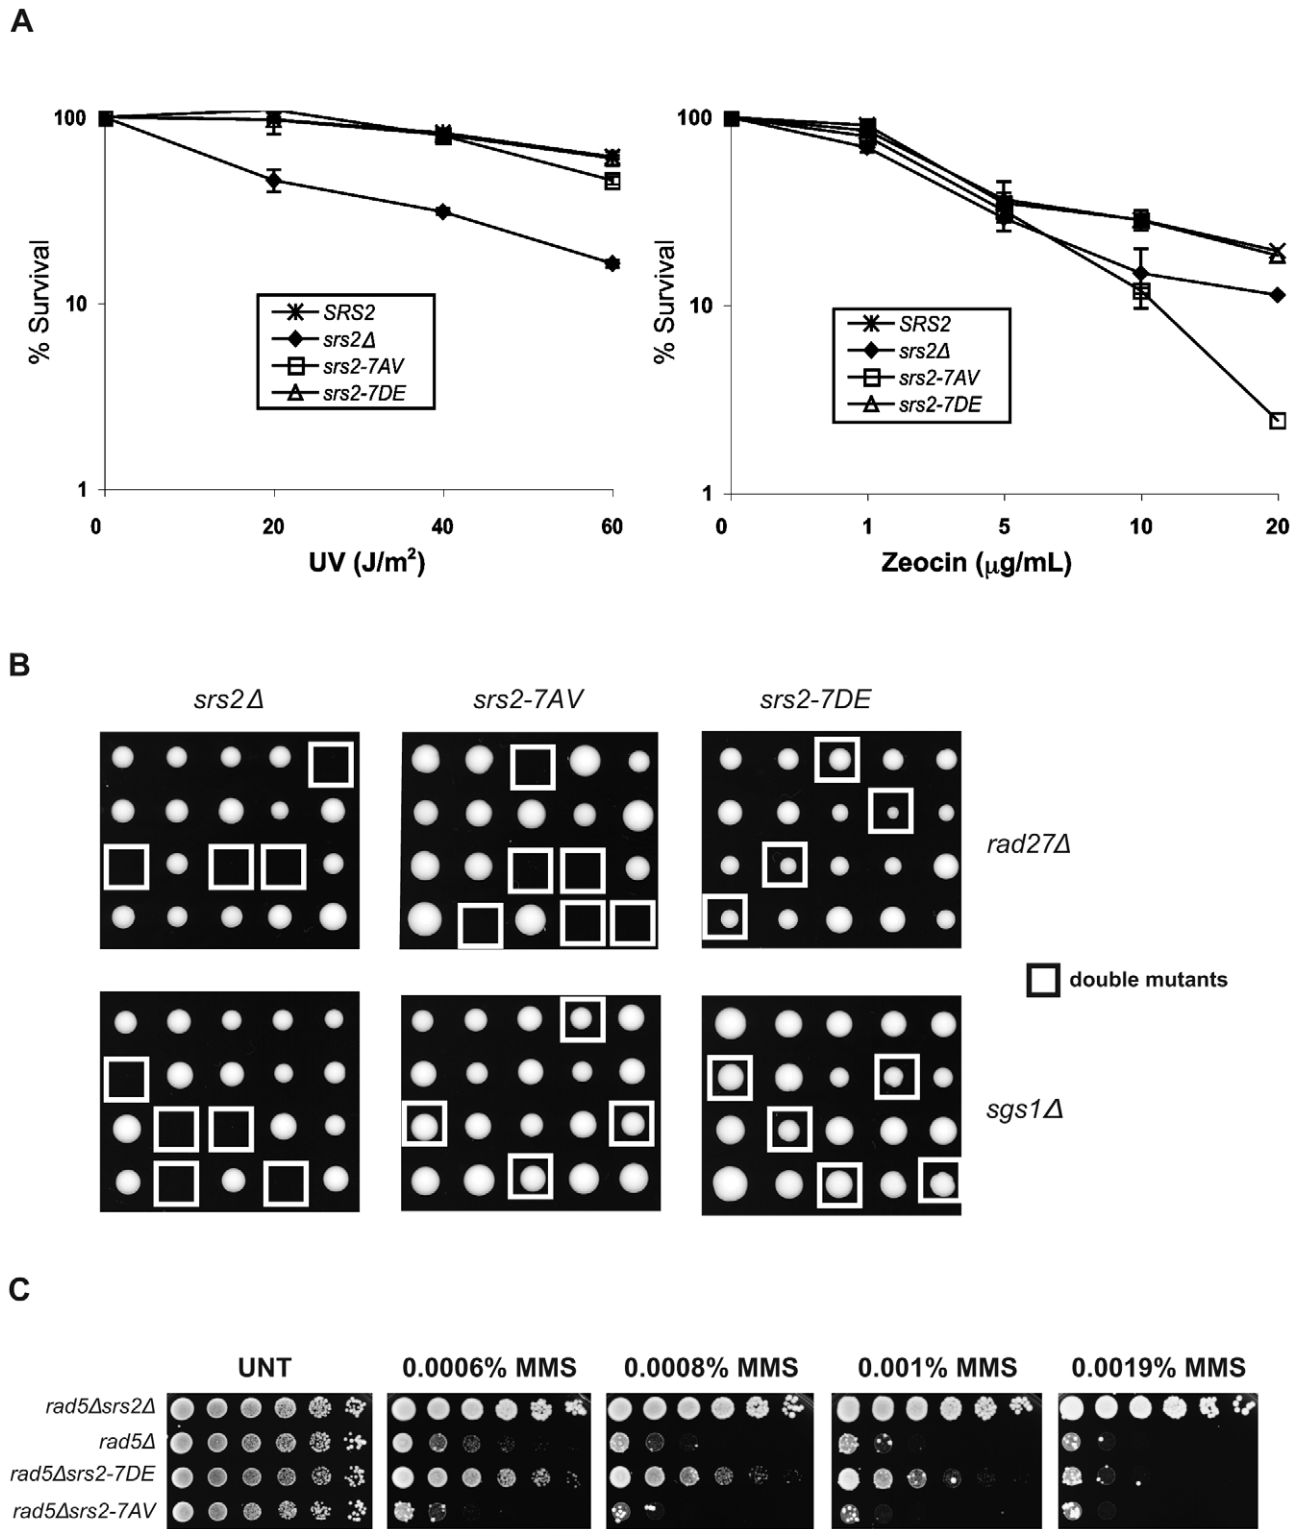 A
100
10
1
% Survival
0
20
40
60
UV (J/m²)
SRS2
srs2Δ
srs2-7AV
srs2-7DE
100
10
1
% Survival
0
1
5
10
20
Zeocin (μg/mL)
SRS2
srs2Δ
srs2-7AV
srs2-7DE
B
srs2Δ
srs2-7AV
srs2-7DE
rad27Δ
double mutants
sgs1Δ
C
UNT
0.0006% MMS
0.0008% MMS
0.001% MMS
0.0019% MMS
rad5Δsrs2Δ
rad5Δ
rad5Δsrs2-7DE
rad5Δsrs2-7AV